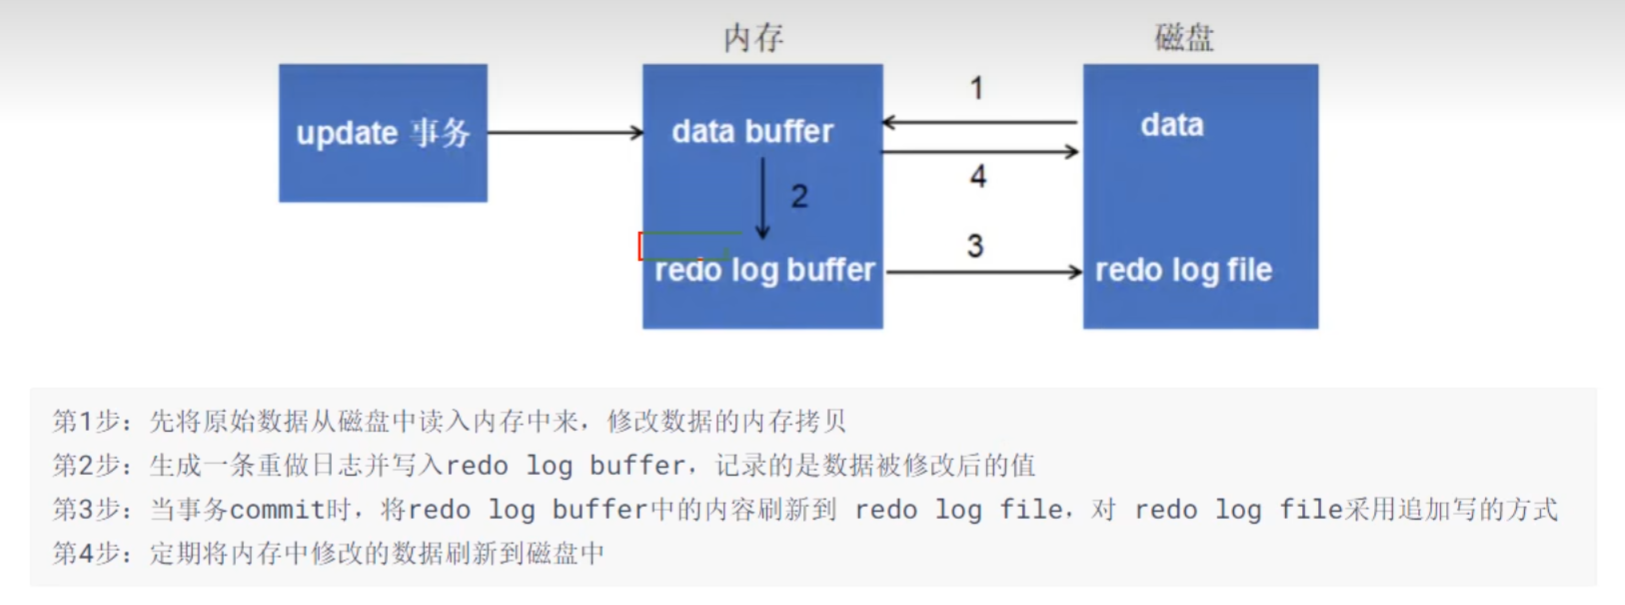 内存
磁盘
1
update 事务
data buffer
data
4
2
3
redo log buffer
redo log file
第1步：先将原始数据从磁盘中读入内存中来，修改数据的内存拷贝
第2步：生成一条重做日志并写入redo log buffer，记录的是数据被修改后的值
第3步：当事务commit时，将redo log buffer中的内容刷新到 redo log file，对 redo log file采用追加写的方式
第4步：定期将内存中修改的数据刷新到磁盘中